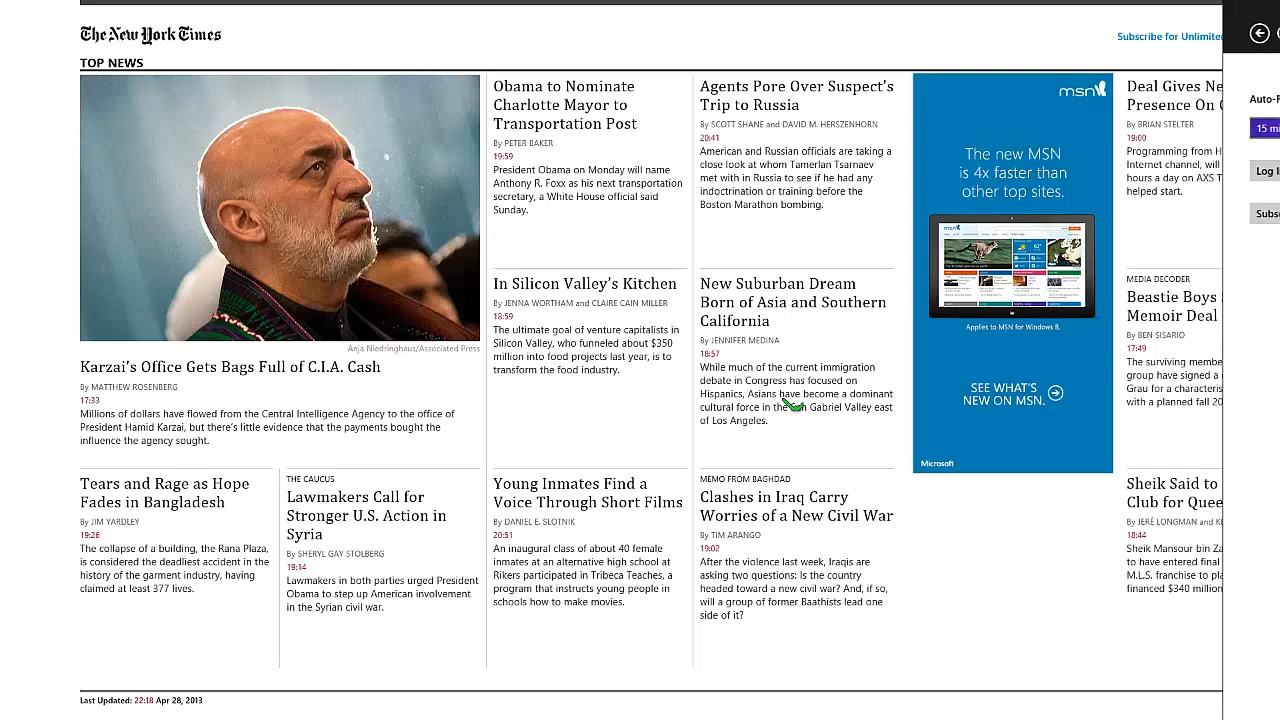 The New York Times
Subscribe for Unlimited
TOP NEWS
Anja Niedringhaus/Associated Press
Karzai's Office Gets Bags Full of C.I.A. Cash
By MATTHEW ROSENBERG
17:33
Millions of dollars have flowed from the Central Intelligence Agency to the office of
President Hamid Karzai, but there's little evidence that the payments bought the
influence the agency sought.
Tears and Rage as Hope
Fades in Bangladesh
By JIM YARDLEY
19:26
The collapse of a building, the Rana Plaza,
is considered the deadliest accident in the
history of the garment industry, having
claimed at least 377 lives.
THE CAUCUS
Lawmakers Call for
Stronger U.S. Action in
Syria
By SHERYL GAY STOLBERG
19:14
Lawmakers in both parties urged President
Obama to step up American involvement
in the Syrian civil war.
Obama to Nominate
Charlotte Mayor to
Transportation Post
By PETER BAKER
19:59
President Obama on Monday will name
Anthony R. Foxx as his next transportation
secretary, a White House official said
Sunday.
In Silicon Valley's Kitchen
By JENNA WORTHAM and CLAIRE CAIN MILLER
18:59
The ultimate goal of venture capitalists in
Silicon Valley, who funneled about $350
million into food projects last year, is to
transform the food industry.
Young Inmates Find a
Voice Through Short Films
By DANIEL E. SLOTNIK
20:51
An inaugural class of about 40 female
inmates at an alternative high school at
Rikers participated in Tribeca Teaches, a
program that instructs young people in
schools how to make movies.
Agents Pore Over Suspect's
Trip to Russia
By SCOTT SHANE and DAVID M. HERSZENHORN
20:41
American and Russian officials are taking a
close look at whom Tamerlan Tsarnaev
met with in Russia to see if he had any
indoctrination or training before the
Boston Marathon bombing.
New Suburban Dream
Born of Asia and Southern
California
By JENNIFER MEDINA
18:57
While much of the current immigration
debate in Congress has focused on
Hispanics, Asians have become a dominant
cultural force in the Gabriel Valley east
of Los Angeles.
MEMO FROM BAGHDAD
Clashes in Iraq Carry
Worries of a New Civil War
By TIM ARANGO
19:02
After the violence last week, Iraqis are
asking two questions: Is the country
headed toward a new civil war? And, if so,
will a group of former Baathists lead one
side of it?
msn
The new MSN
is 4x faster than
other top sites.
Applies to MSN for Windows 8.
SEE WHAT'S
NEW ON MSN.
Microsoft
Deal Gives Ne
Presence On
By BRIAN STELTER
19:00
Programming from H
Internet channel, will
hours a day on AXS T
helped start.
MEDIA DECODER
Beastie Boys
Memoir Deal
By BEN SISARIO
17:49
The surviving membe
group have signed a
Grau for a characteris
with a planned fall 20
Sheik Said to
Club for Quee
By JERÉ LONGMAN and
18:44
Sheik Mansour bin Za
to have entered final
M.L.S. franchise to pla
financed $340 million
Auto-
15 mi
Log I
Subs
Last Updated: 22:18 Apr 28, 2013